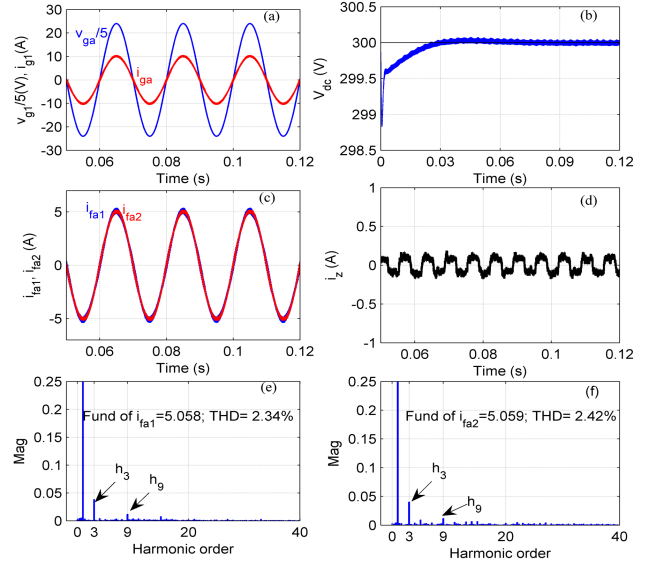 (a)
v_g1/5(V), i_g1(A)
30
20
10
0
-10
-20
-30
v_ga/5
i_ga
0.06 0.08 0.1 0.12
Time (s)
(b)
V_dc (V)
300.5
300
299.5
299
298.5
0 0.03 0.06 0.09 0.12
Time (s)
(c)
i_fa1, i_fa2 (A)
5
0
-5
i_fa1 i_fa2
0.06 0.08 0.1 0.12
Time (s)
(d)
i_z (A)
1
0.5
0
-0.5
-1
0.06 0.08 0.1 0.12
Time (s)
(e)
Mag
0.25
0.2
0.15
0.1
0.05
0
Fund of i_fa1=5.058; THD= 2.34%
h_3
h_9
0 3 9 20 40
Harmonic order
(f)
Mag
0.25
0.2
0.15
0.1
0.05
0
Fund of i_fa2=5.059; THD= 2.42%
h_3
h_9
0 3 9 20 40
Harmonic order